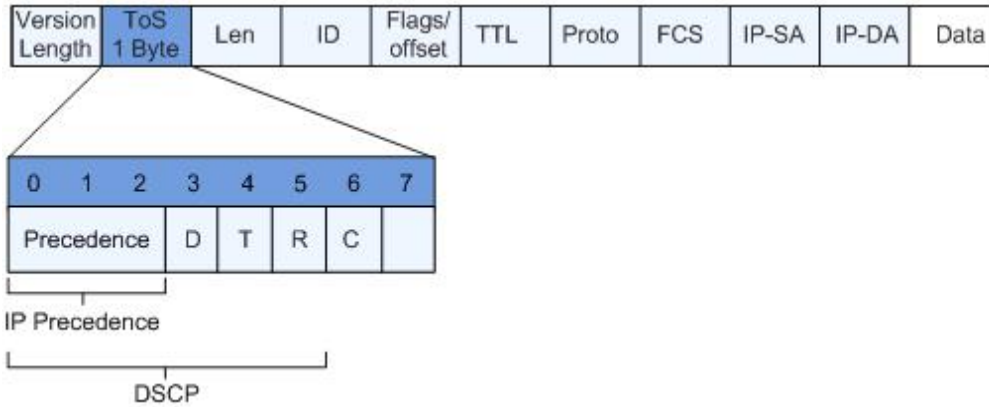 Version Length
ToS 1 Byte
Len
ID
Flags/ offset
TTL
Proto
FCS
IP-SA
IP-DA
Data
0 1 2 3 4 5 6 7
Precedence D T R C
IP Precedence
DSCP